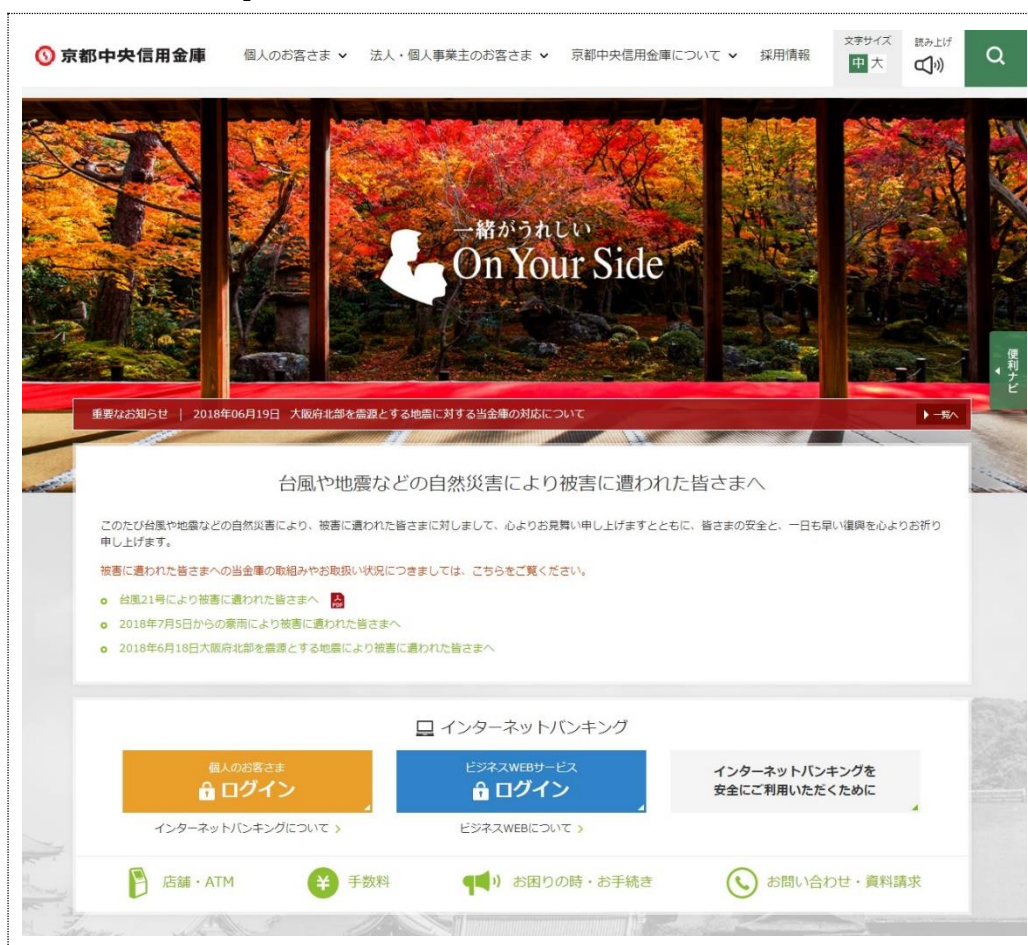 京都中央信用金庫
個人のお客さま
法人・個人事業主のお客さま
京都中央信用金庫について
採用情報
文字サイズ
中 大
読み上げ
一緒がうれしい
On Your Side
便利ナビ
重要なお知らせ | 2018年06月19日 大阪府北部を震源とする地震に対する当金庫の対応について
一覧へ
台風や地震などの自然災害により被害に遭われた皆さまへ
このたび台風や地震などの自然災害により、被害に遭われた皆さまに対しまして、心よりお見舞い申し上げますとともに、皆さまの安全と、一日も早い復興を心よりお祈り
申し上げます。
被害に遭われた皆さまへの当金庫の取組みやお取扱い状況につきましては、こちらをご覧ください。
台風21号により被害に遭われた皆さまへ
PDF
2018年7月5日からの豪雨により被害に遭われた皆さまへ
2018年6月18日大阪府北部を震源とする地震により被害に遭われた皆さまへ
インターネットバンキング
個人のお客さま
ログイン
インターネットバンキングについて
ビジネスWEBサービス
ログイン
ビジネスWEBについて
インターネットバンキングを
安全にご利用いただくために
店舗・ATM
手数料
お困りの時・お手続き
お問い合わせ・資料請求